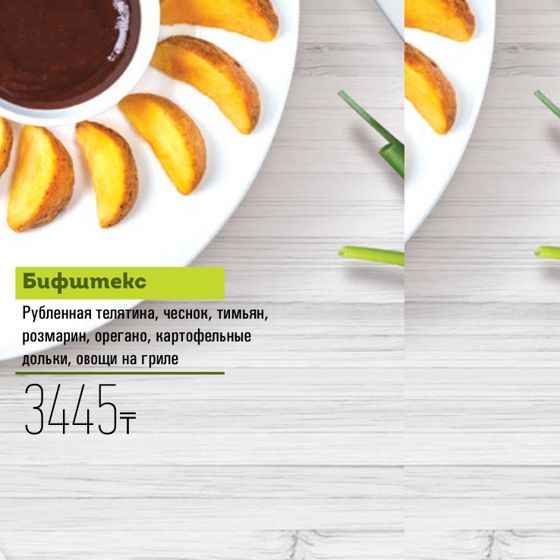 Бифштекс
Рубленная телятина, чеснок, тимьян,
розмарин, орегано, картофельные
дольки, овощи на гриле
3445₸